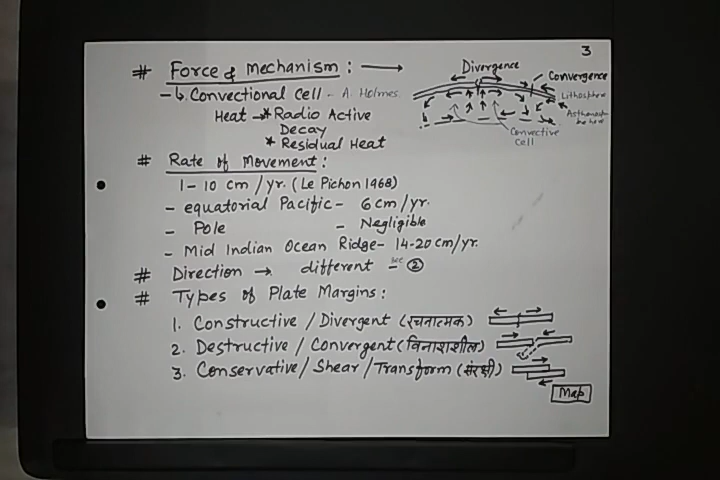 3
# Force & mechanism : →
Divergence
Convergence
Lithosphere
Convective
Cell
-↳ Convectional Cell - A. Holmes.
Heat → * Radio Active
Decay
* Residual Heat
# Rate of Movement :
1-10 cm/yr. (Le Pichon 1968)
- equatorial Pacific - 6 cm/yr.
- Pole - Negligible
- Mid Indian Ocean Ridge - 14-20 cm/yr.
# Direction → different - ②
# Types of Plate Margins :
1. Constructive / Divergent (रचनात्मक)
2. Destructive / Convergent (विनाशशील)
3. Conservative / Shear / Transform (संरक्षी)
Map